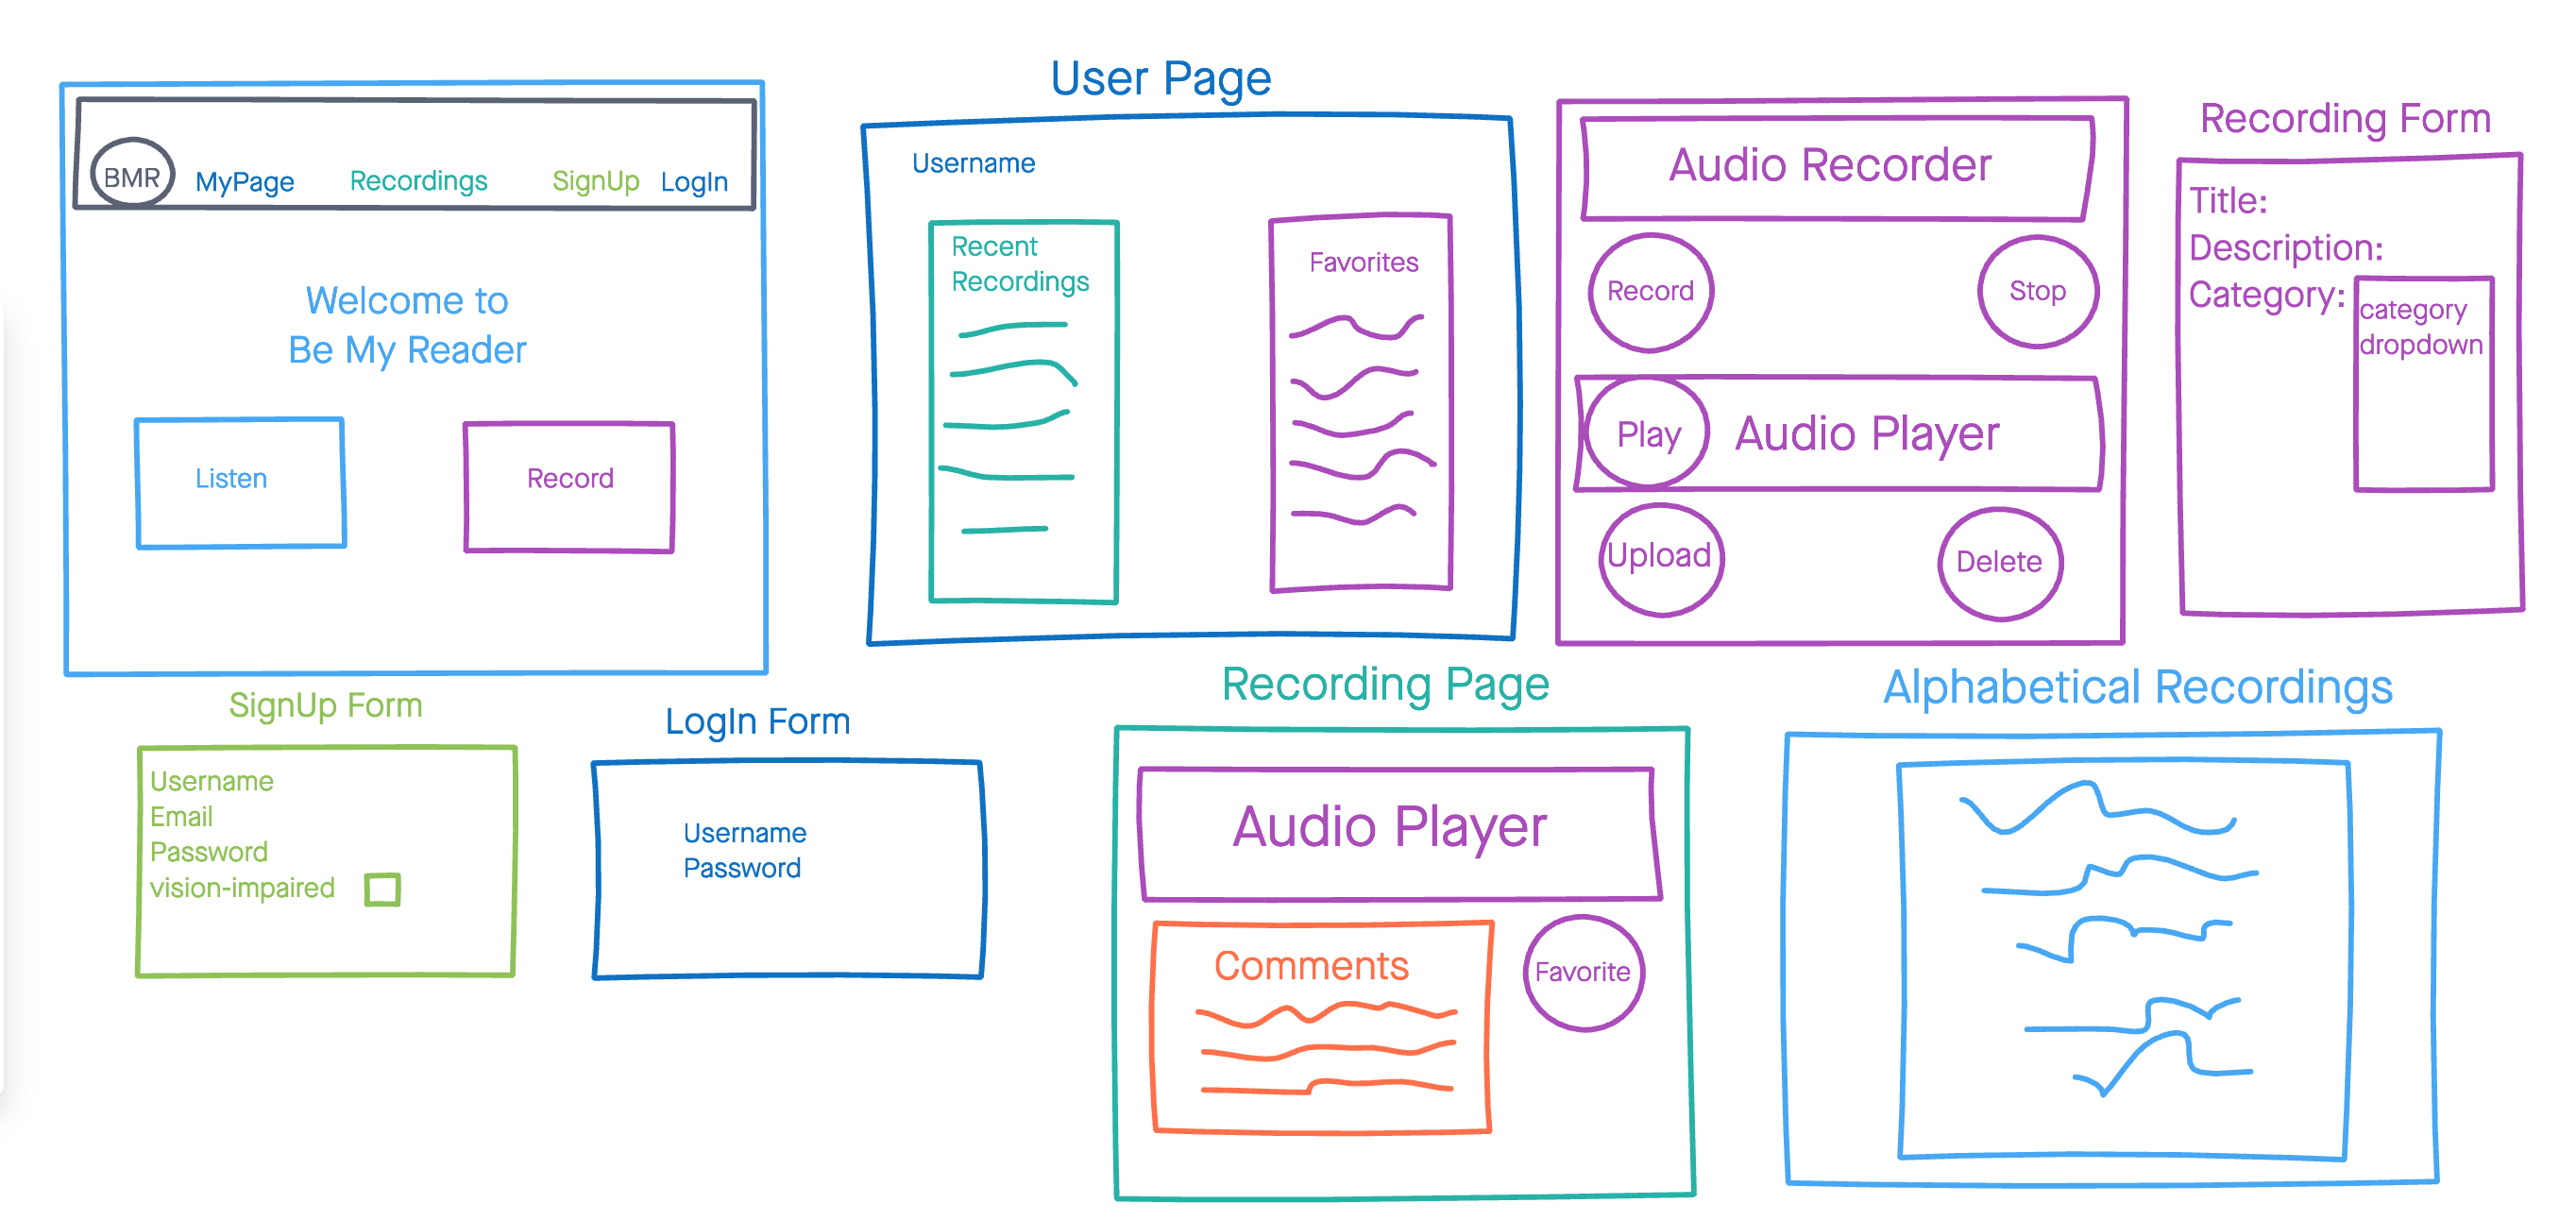 BMR
MyPage
Recordings
SignUp
LogIn
Welcome to
Be My Reader
Listen
Record
User Page
Username
Recent
Recordings
Favorites
Audio Recorder
Record
Stop
Play
Audio Player
Upload
Delete
Recording Form
Title:
Description:
Category:
category
dropdown
SignUp Form
Username
Email
Password
vision-impaired
LogIn Form
Username
Password
Recording Page
Audio Player
Comments
Favorite
Alphabetical Recordings